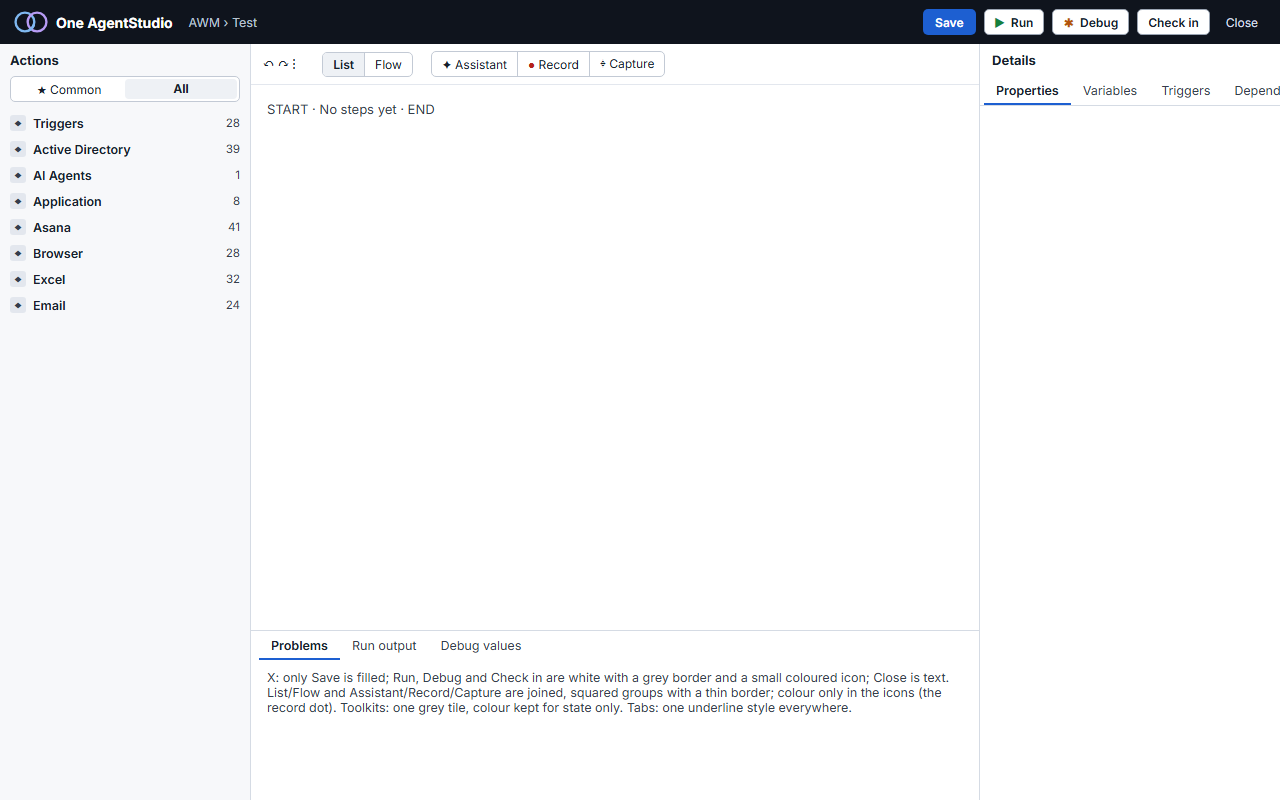 One AgentStudio AWM › Test Save ▶ Run ✱ Debug Check in Close
Actions
★ Common All
Triggers 28
Active Directory 39
AI Agents 1
Application 8
Asana 41
Browser 28
Excel 32
Email 24
List Flow ✦ Assistant ● Record ÷ Capture
START · No steps yet · END
Problems Run output Debug values
X: only Save is filled; Run, Debug and Check in are white with a grey border and a small coloured icon; Close is text.
List/Flow and Assistant/Record/Capture are joined, squared groups with a thin border; colour only in the icons (the
record dot). Toolkits: one grey tile, colour kept for state only. Tabs: one underline style everywhere.
Details
Properties Variables Triggers Depend